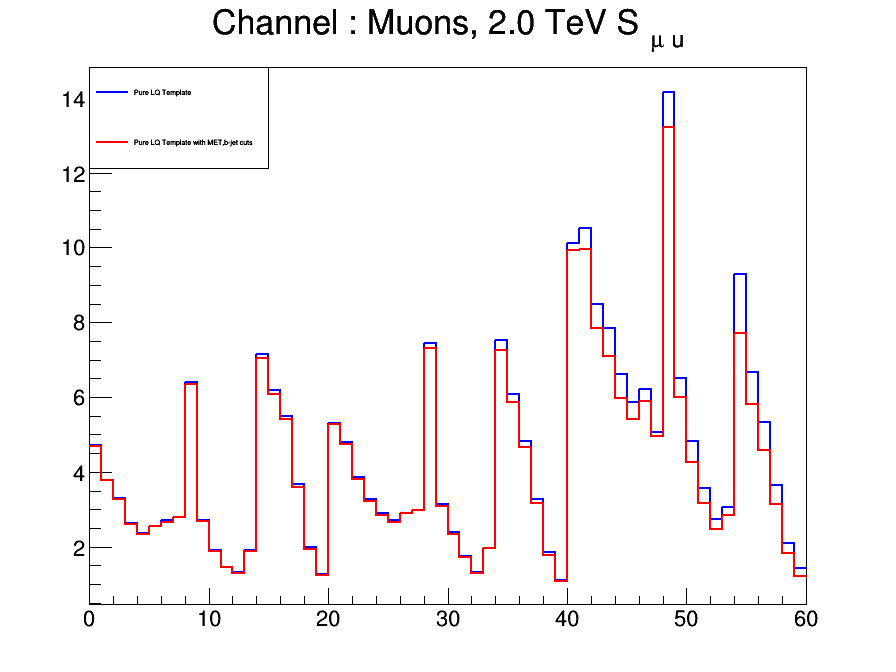 Channel : Muons, 2.0 TeV S μ u
Pure LQ Template
Pure LQ Template with MET,b-jet cuts
14
12
10
8
6
4
2
0 10 20 30 40 50 60